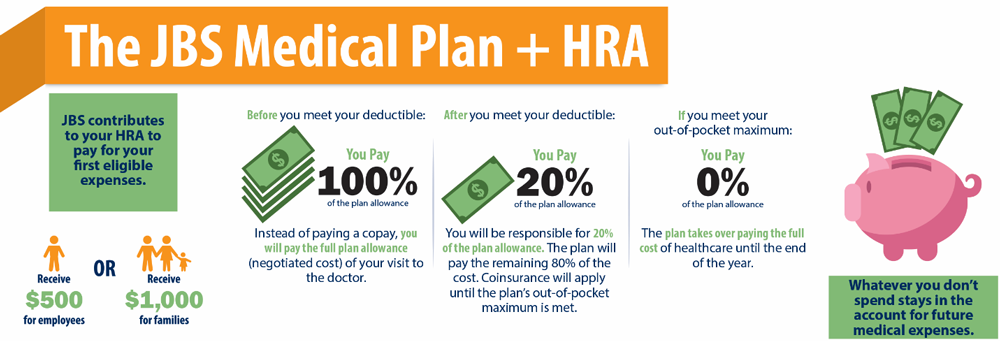 The JBS Medical Plan + HRA
JBS contributes
to your HRA to
pay for your
first eligible
expenses.
Receive
$500
for employees
OR
Receive
$1,000
for families
Before you meet your deductible:
You Pay
100%
of the plan allowance
Instead of paying a copay, you
will pay the full plan allowance
(negotiated cost) of your visit to
the doctor.
After you meet your deductible:
You Pay
20%
of the plan allowance
You will be responsible for 20%
of the plan allowance. The plan will
pay the remaining 80% of the
cost. Coinsurance will apply
until the plan's out-of-pocket
maximum is met.
If you meet your
out-of-pocket maximum:
You Pay
0%
of the plan allowance
The plan takes over paying the full
cost of healthcare until the end
of the year.
Whatever you don't
spend stays in the
account for future
medical expenses.